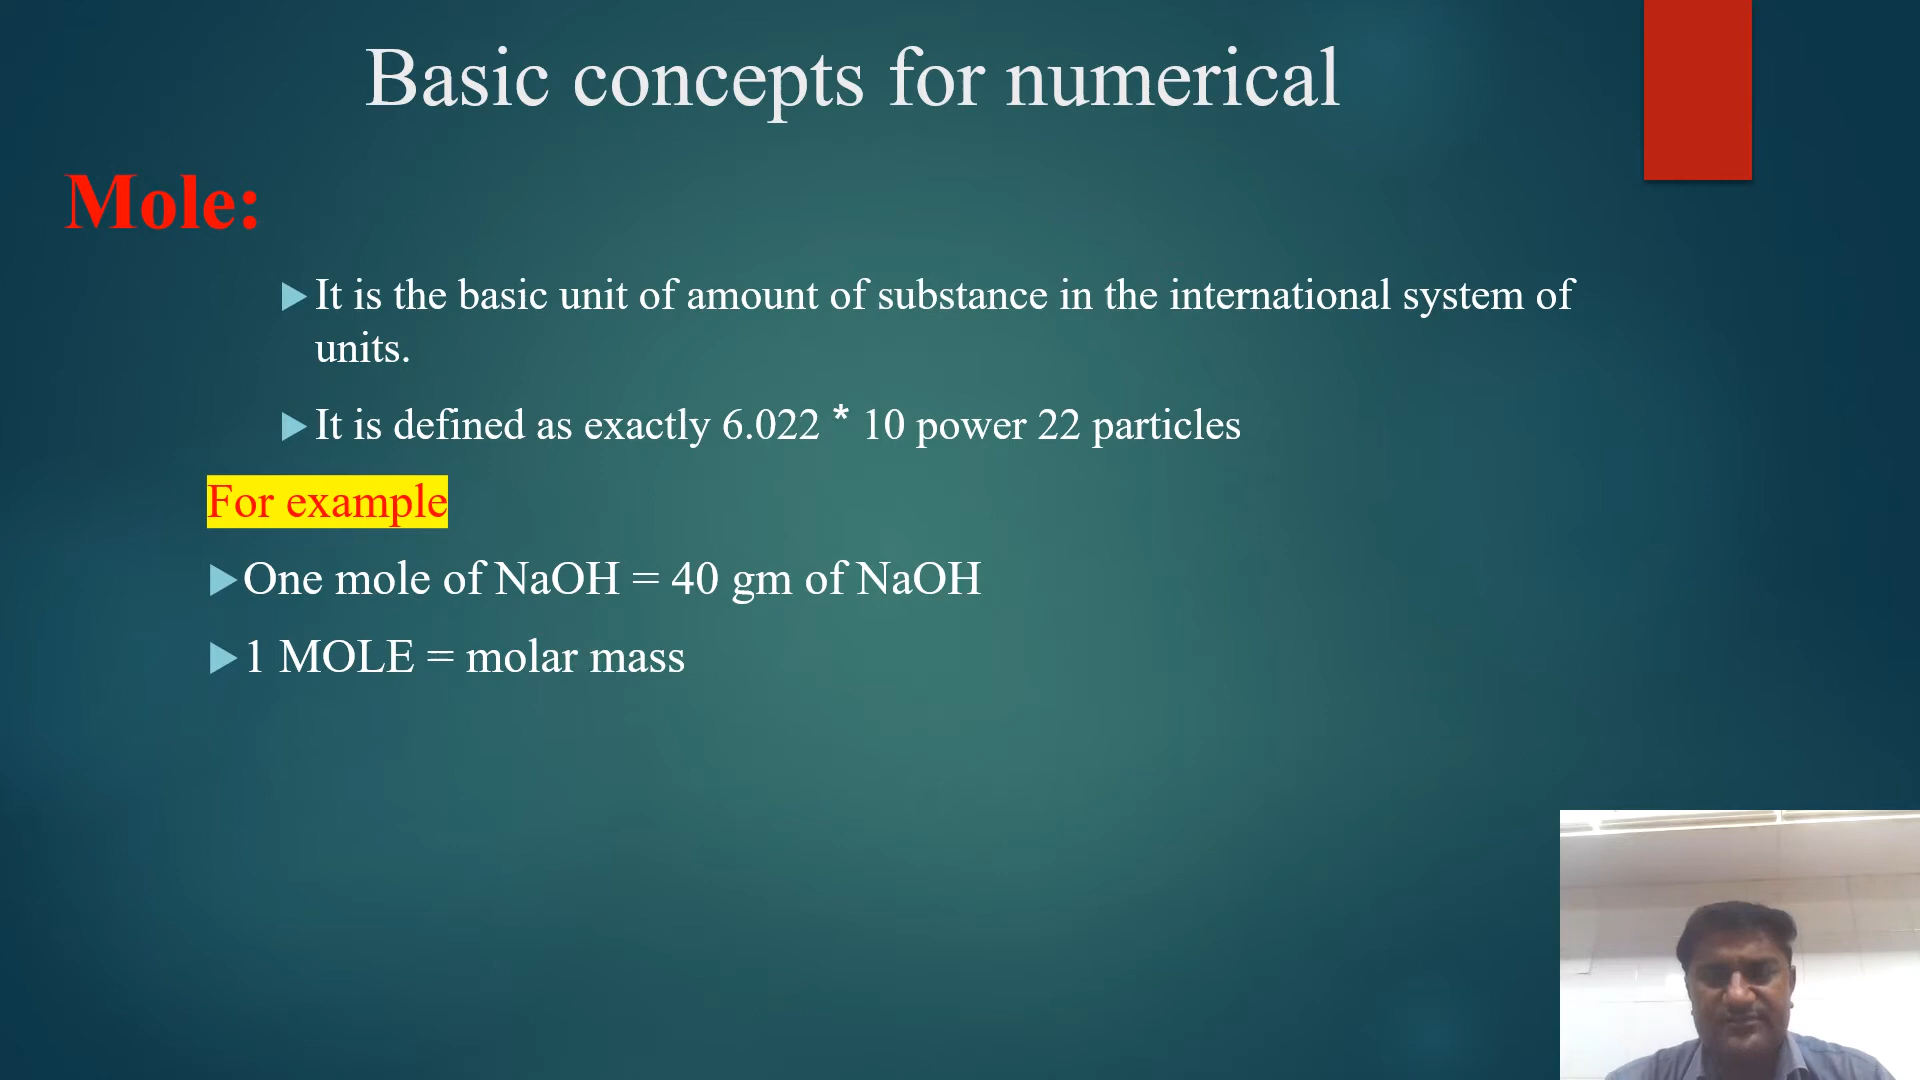 Basic concepts for numerical
Mole:
It is the basic unit of amount of substance in the international system of
units.
It is defined as exactly 6.022 * 10 power 22 particles
For example
One mole of NaOH = 40 gm of NaOH
1 MOLE = molar mass